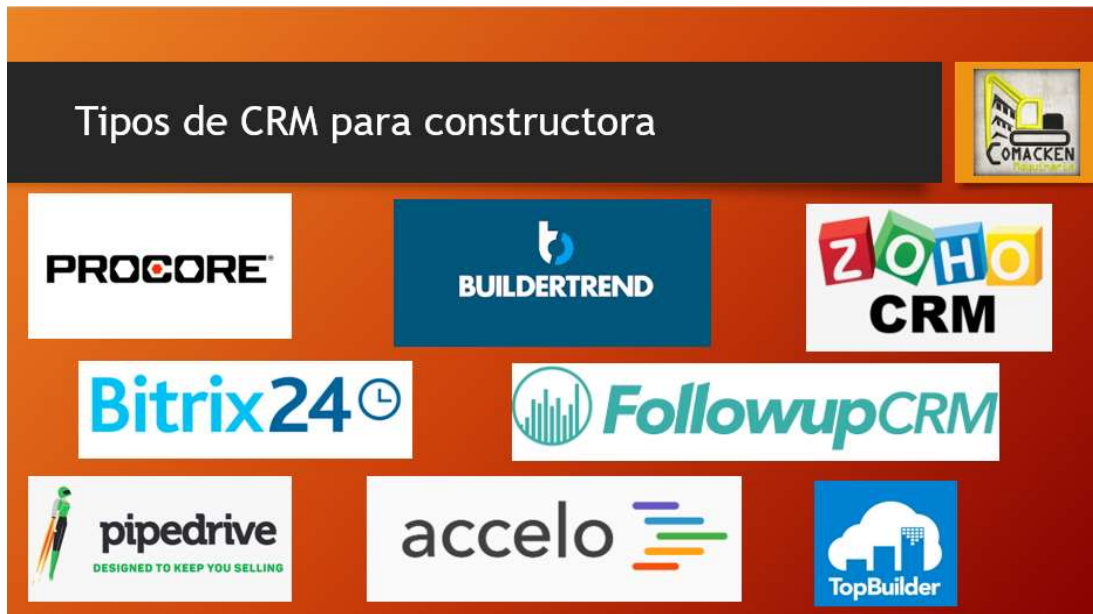 Tipos de CRM para constructora
COMACKEN
Maquinaria
PROCORE®
BUILDERTREND
ZOHO
CRM
Bitrix24
FollowupCRM
pipedrive
DESIGNED TO KEEP YOU SELLING
accelo
TopBuilder